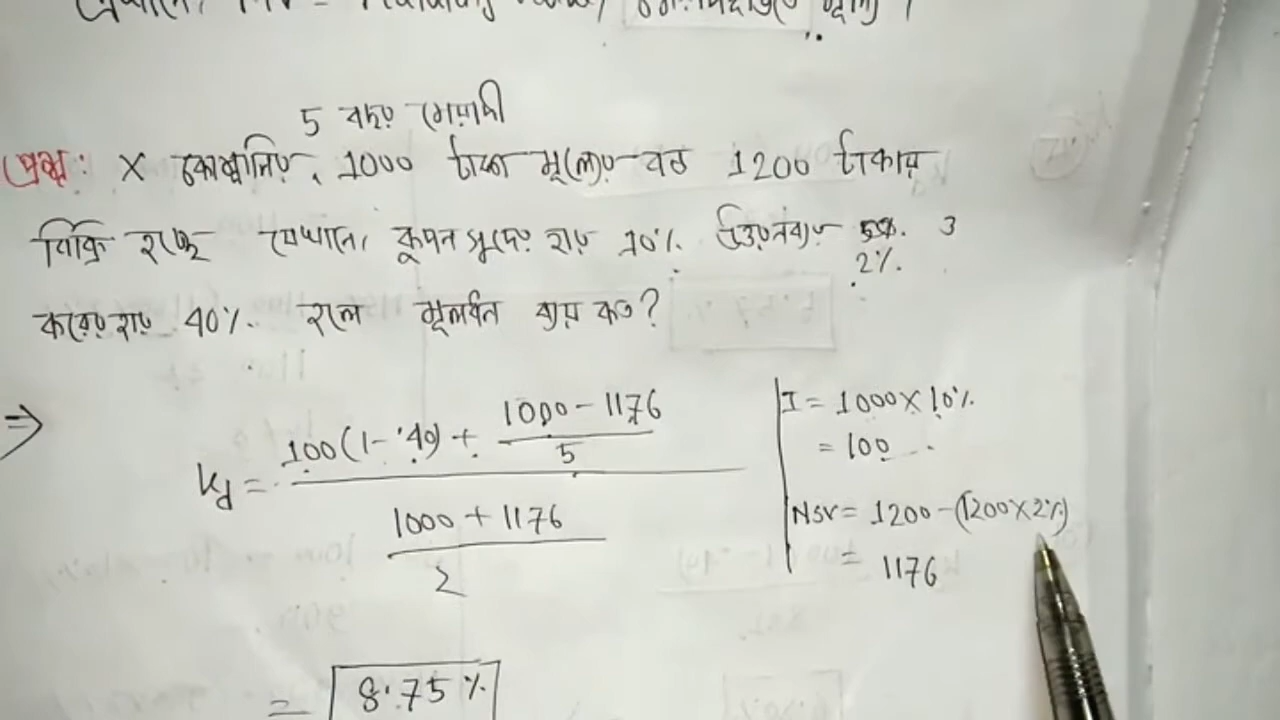 5 বছর মেয়াদী
প্রশ্ন: X কোম্পানির 1000 টাকা মূল্যের বন্ড 1200 টাকায়
বিক্রি হচ্ছে যেখানে, কুপন সুদের হার 10%. উত্তরনব্যয় 5%. ও
2%.
করের হার 40%. হলে মূলধন ব্যয় কত?
⇒
Kd = 100(1-.40) + 1000 - 1176
5
1000 + 1176
2
= 8.75%
I = 1000 X 10%
= 100
NSV = 1200 - (1200 X 2%)
= 1176